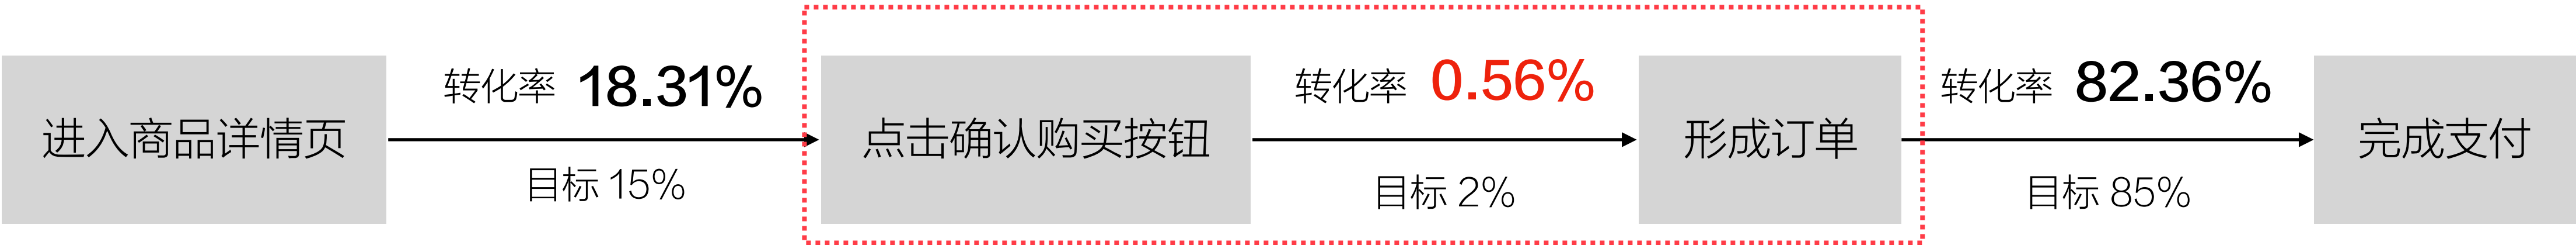 进入商品详情页
转化率 18.31%
目标 15%
点击确认购买按钮
转化率 0.56%
目标 2%
形成订单
转化率 82.36%
目标 85%
完成支付